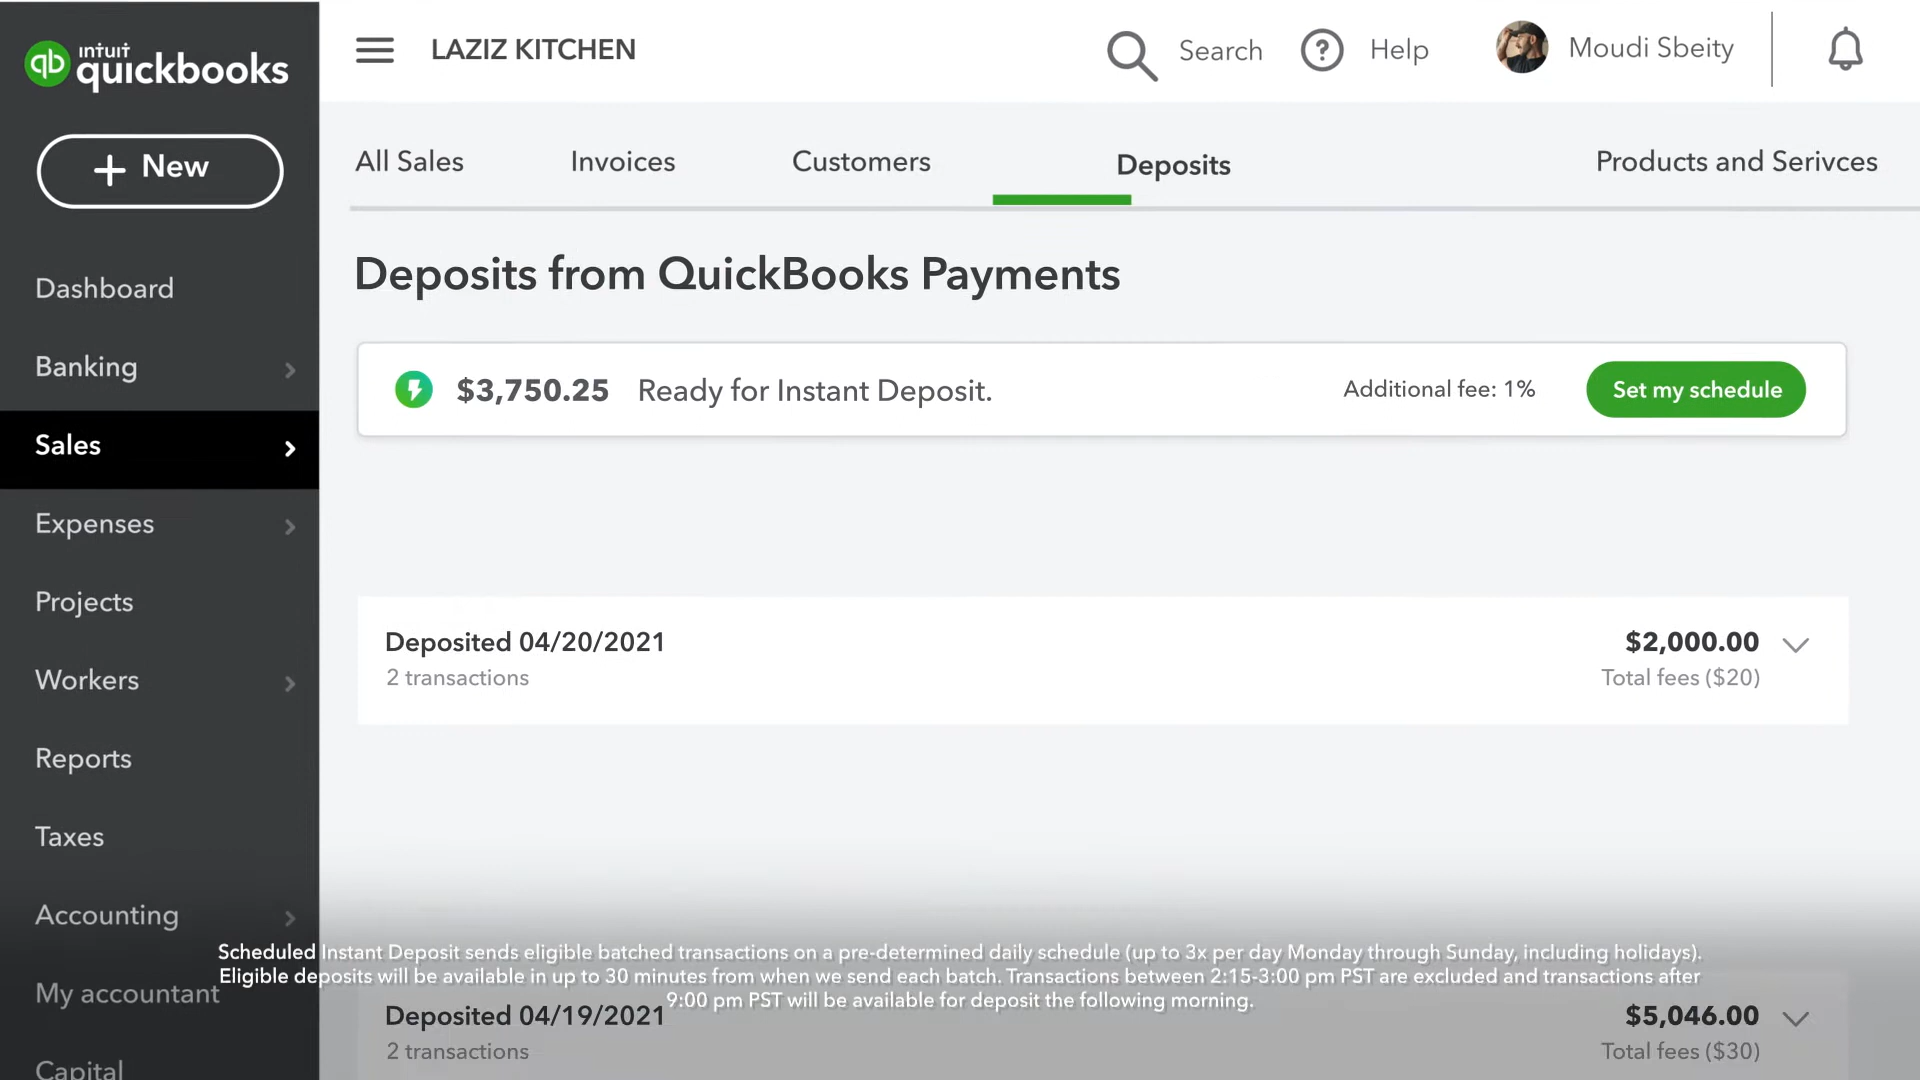 intuit
qb quickbooks
LAZIZ KITCHEN
Search
? Help
Moudi Sbeity
+ New
All Sales
Invoices
Customers
Deposits
Products and Serivces
Deposits from QuickBooks Payments
Dashboard
Banking
Sales
Expenses
Projects
Workers
Reports
Taxes
Accounting
My accountant
Capital
$3,750.25 Ready for Instant Deposit.
Additional fee: 1%
Set my schedule
Deposited 04/20/2021
$2,000.00
2 transactions
Total fees ($20)
Scheduled Instant Deposit sends eligible batched transactions on a pre-determined daily schedule (up to 3x per day Monday through Sunday, including holidays).
Eligible deposits will be available in up to 30 minutes from when we send each batch. Transactions between 2:15-3:00 pm PST are excluded and transactions after
9:00 pm PST will be available for deposit the following morning.
Deposited 04/19/2021
$5,046.00
2 transactions
Total fees ($30)